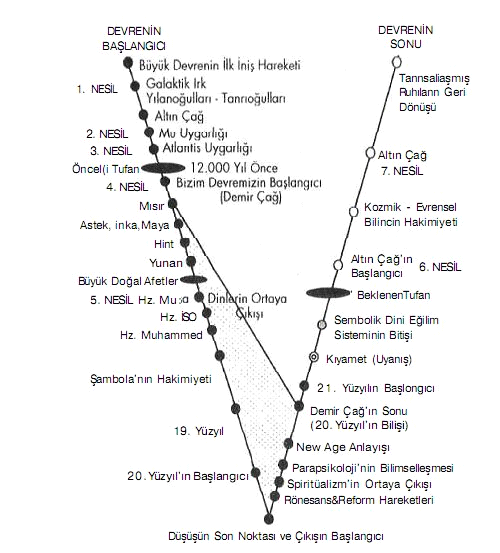 DEVRENİN
BAŞLANGICI
Büyük Devrenin İlk İniş Hareketi
1. NESİL
Galaktik Irk
Yılanoğulları - Tanrıoğulları
Altın Çağ
2. NESİL
Mu Uygarlığı
3. NESİL
Atlantis Uygarlığı
Öncel(i Tufan
12.000 Yıl Önce
4. NESİL
Bizim Devremizin Başlangıcı
(Demir Çağ)
Mısır
Astek, inka,Maya
Hint
Yunan
Büyük Doğal Afetler
5. NESİL Hz. Musa
Dinlerin Ortaya
Çıkışı
Hz. İSO
Hz. Muhammed
Şambola'nın Hakimiyeti
19. Yüzyıl
20. Yüzyıl'ın Başlangıcı
Düşüşün Son Noktası ve Çıkışın Başlangıcı
DEVRENİN
SONU
Tannsaliaşmış
Ruhlianın Geri
Dönüşü
Altın Çağ
7. NESİL
Kozmik - Evrensel
Bilincin Hakimiyeti
Altın Çağ'ın
Başlangıcı
6. NESİL
' BeklenenTufan
Sembolik Dini Eğilim
Sisteminin Bitişi
Kıyamet (Uyanış)
21. Yüzyılın Başlongıcı
Demir Çağ'ın Sonu
(20. Yüzyıl'ın Bilişi)
New Age Anlayışı
Parapsikoloji'nin Bilimselleşmesi
Spiritüalizm'in Ortaya Çıkışı
Rönesans&Reform Hareketleri